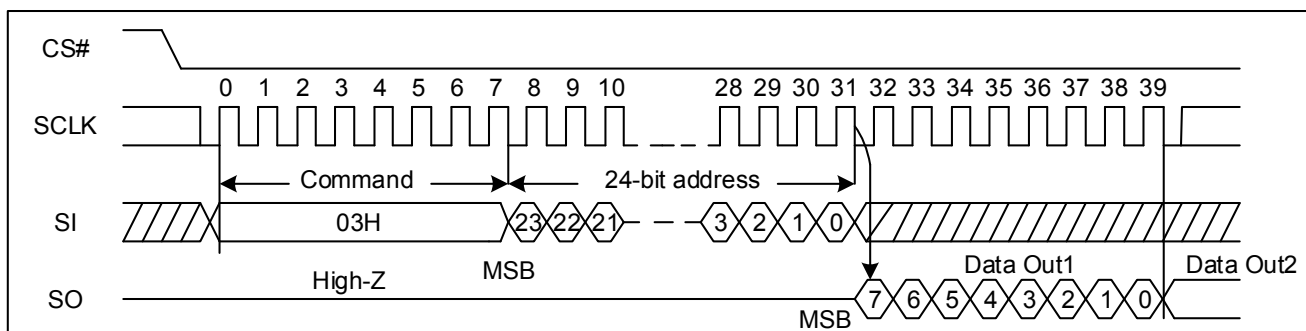 CS#
0 1 2 3 4 5 6 7 8 9 10 28 29 30 31 32 33 34 35 36 37 38 39
SCLK
Command 24-bit address
SI 03H 23 22 21 3 2 1 0
High-Z MSB Data Out1 Data Out2
SO 7 6 5 4 3 2 1 0
MSB